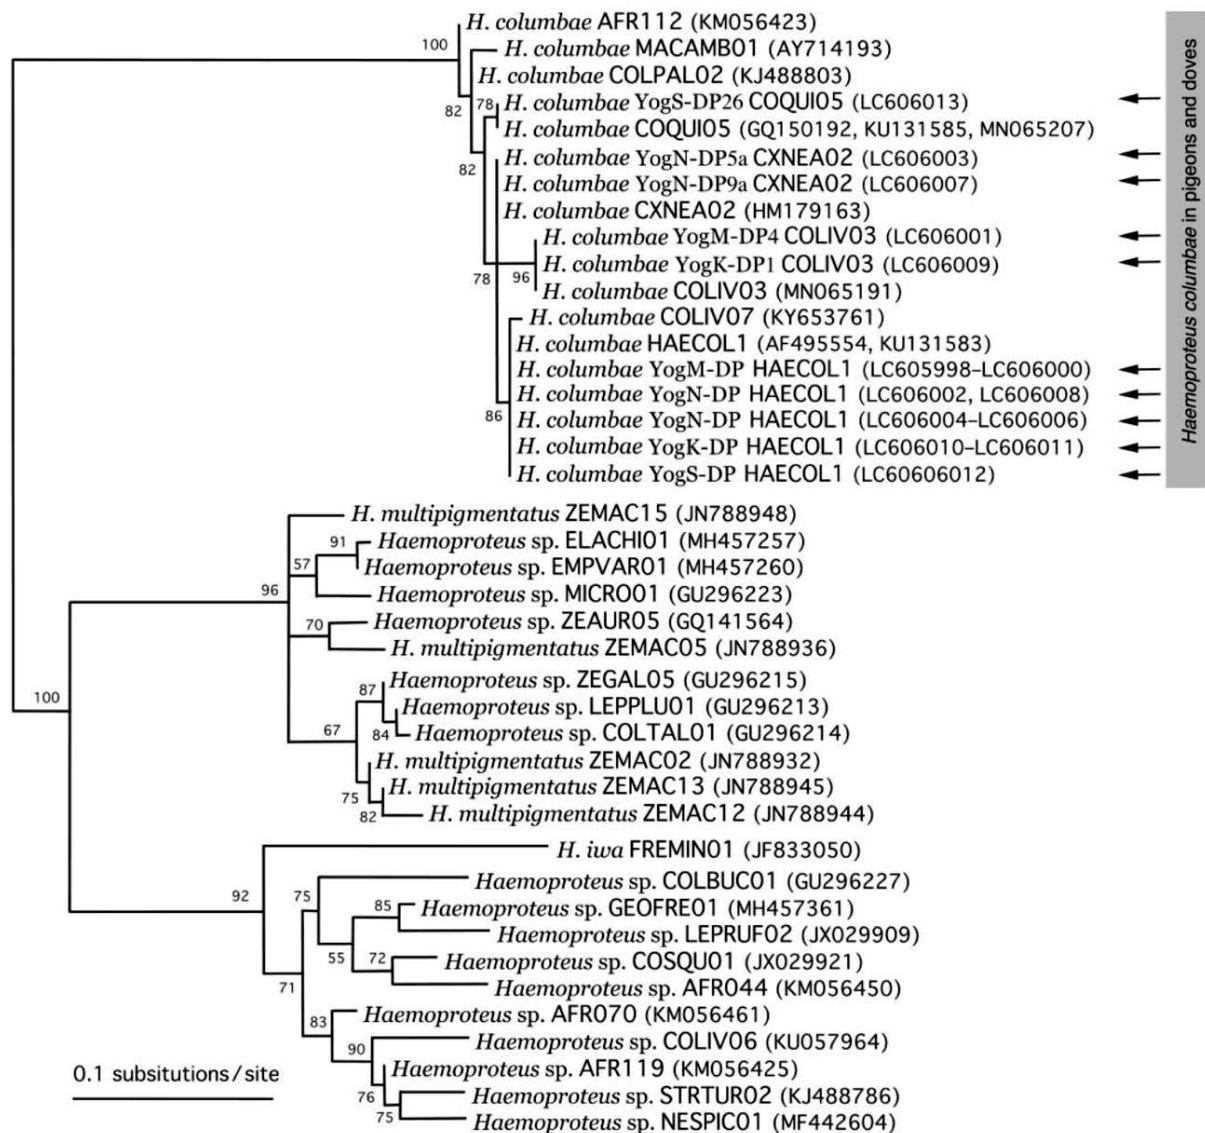 H. columbae AFR112 (KM056423)
100
H. columbae MACAMB01 (AY714193)
H. columbae COLPAL02 (KJ488803)
82
78
H. columbae YogS-DP26 COQUI05 (LC606013)
H. columbae COQUI05 (GQ150192, KU131585, MN065207)
82
H. columbae YogN-DP5a CXNEA02 (LC606003)
H. columbae YogN-DP9a CXNEA02 (LC606007)
H. columbae CXNEA02 (HM179163)
H. columbae YogM-DP4 COLIV03 (LC606001)
78
96
H. columbae YogK-DP1 COLIV03 (LC606009)
H. columbae COLIV03 (MN065191)
H. columbae COLIV07 (KY653761)
H. columbae HAECOL1 (AF495554, KU131583)
H. columbae YogM-DP HAECOL1 (LC605998–LC606000)
H. columbae YogN-DP HAECOL1 (LC606002, LC606008)
86
H. columbae YogN-DP HAECOL1 (LC606004–LC606006)
H. columbae YogK-DP HAECOL1 (LC606010–LC606011)
H. columbae YogS-DP HAECOL1 (LC60606012)
Haemoproteus columbae in pigeons and doves
H. multipigmentatus ZEMAC15 (JN788948)
91
Haemoproteus sp. ELACHI01 (MH457257)
57
Haemoproteus sp. EMPVAR01 (MH457260)
96
Haemoproteus sp. MICRO01 (GU296223)
70
Haemoproteus sp. ZEAUR05 (GQ141564)
H. multipigmentatus ZEMAC05 (JN788936)
100
87
Haemoproteus sp. ZEGAL05 (GU296215)
Haemoproteus sp. LEPPLU01 (GU296213)
67
84
Haemoproteus sp. COLTAL01 (GU296214)
H. multipigmentatus ZEMAC02 (JN788932)
75
H. multipigmentatus ZEMAC13 (JN788945)
82
H. multipigmentatus ZEMAC12 (JN788944)
H. iwa FREMIN01 (JF833050)
92
75
Haemoproteus sp. COLBUC01 (GU296227)
85
Haemoproteus sp. GEOFRE01 (MH457361)
Haemoproteus sp. LEPRUF02 (JX029909)
55
72
Haemoproteus sp. COSQU01 (JX029921)
71
Haemoproteus sp. AFR044 (KM056450)
83
Haemoproteus sp. AFR070 (KM056461)
90
Haemoproteus sp. COLIV06 (KU057964)
Haemoproteus sp. AFR119 (KM056425)
76
Haemoproteus sp. STRTUR02 (KJ488786)
75
Haemoproteus sp. NESPIC01 (MF442604)
0.1 subsitutions/site